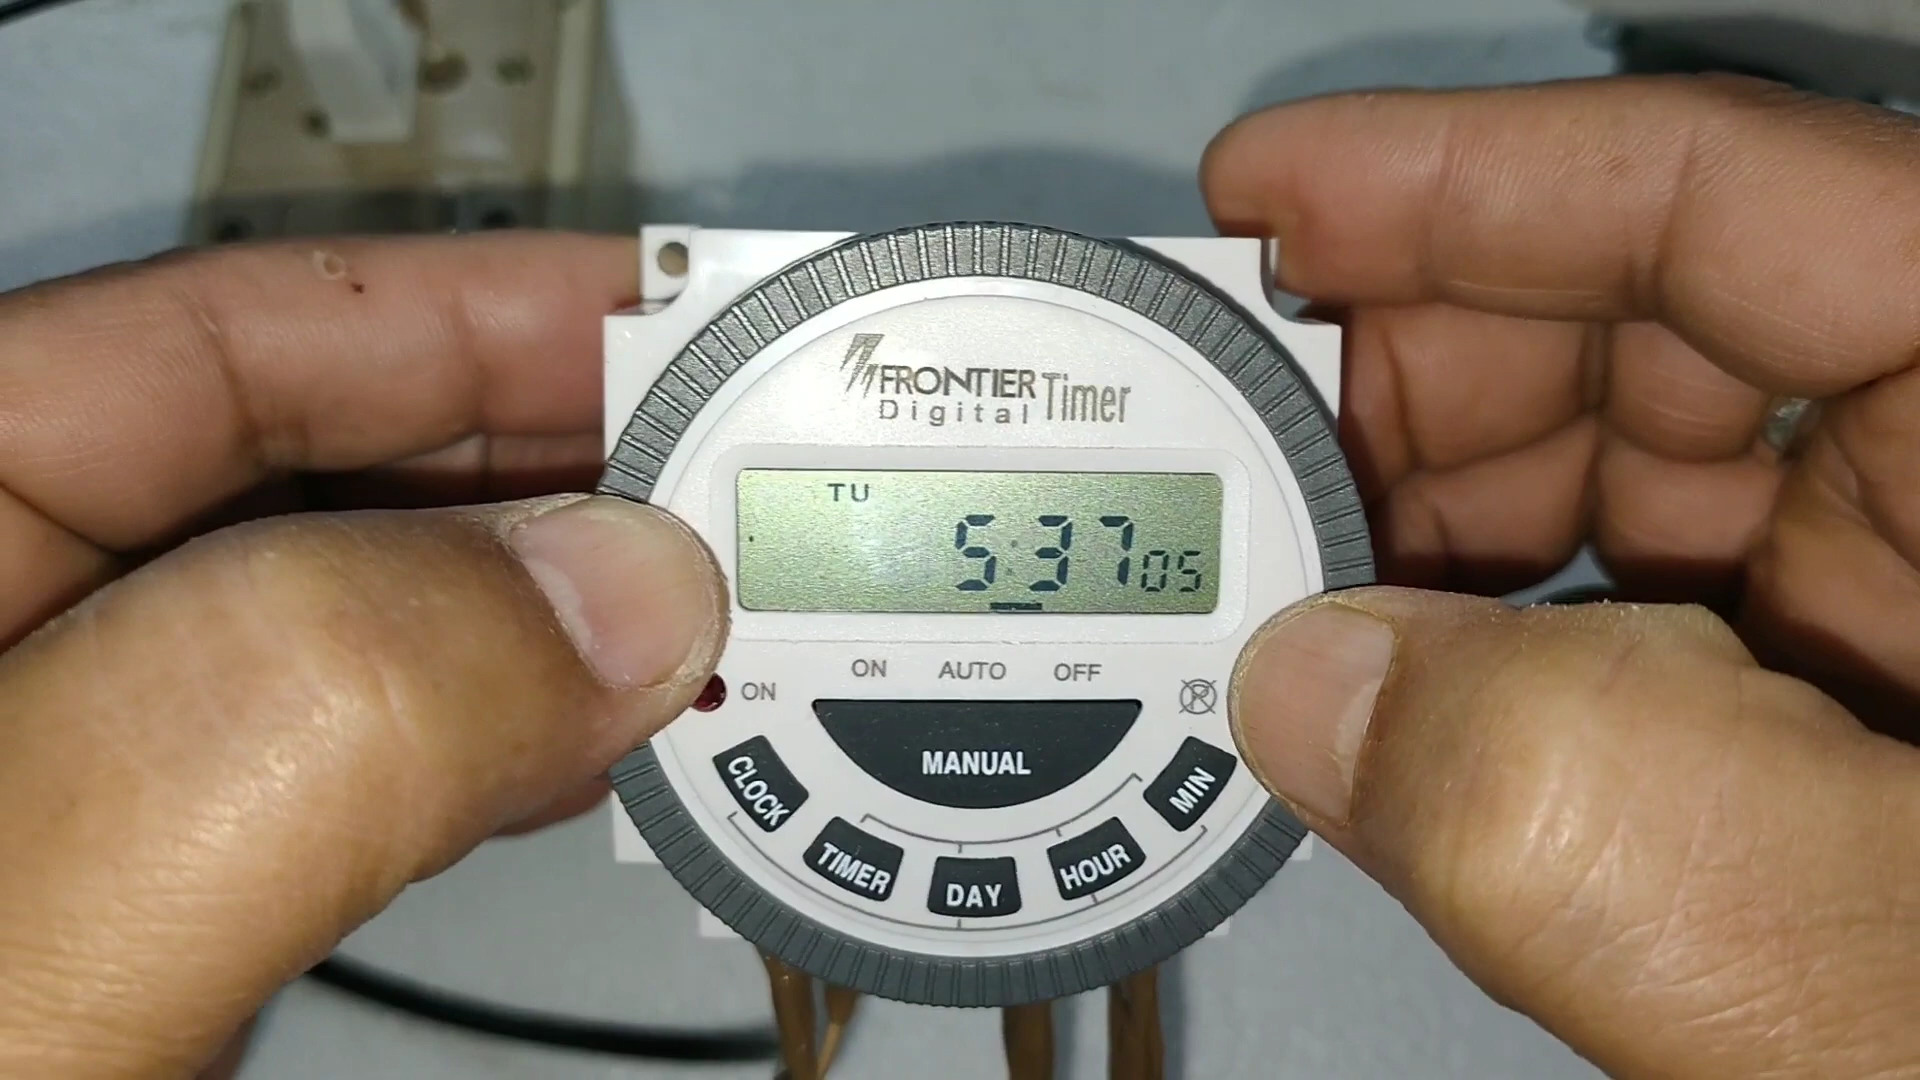 FRONTIER Timer
Digital
TU
5:37 05
ON AUTO OFF
ON
MANUAL
CLOCK
TIMER
DAY
HOUR
MIN
R